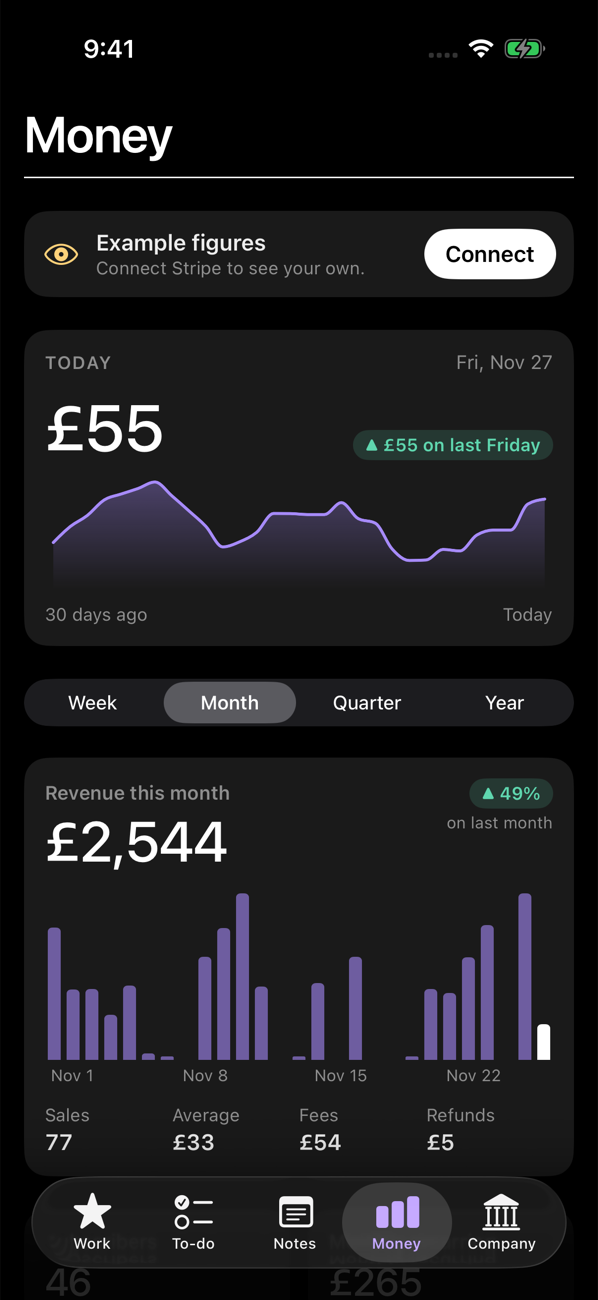 9:41
Money
Example figures
Connect Stripe to see your own.
Connect
TODAY
Fri, Nov 27
£55
▲ £55 on last Friday
30 days ago
Today
Week
Month
Quarter
Year
Revenue this month
▲ 49%
£2,544
on last month
Nov 1
Nov 8
Nov 15
Nov 22
Sales
Average
Fees
Refunds
77
£33
£54
£5
Work
To-do
Notes
Money
Company
46
£265